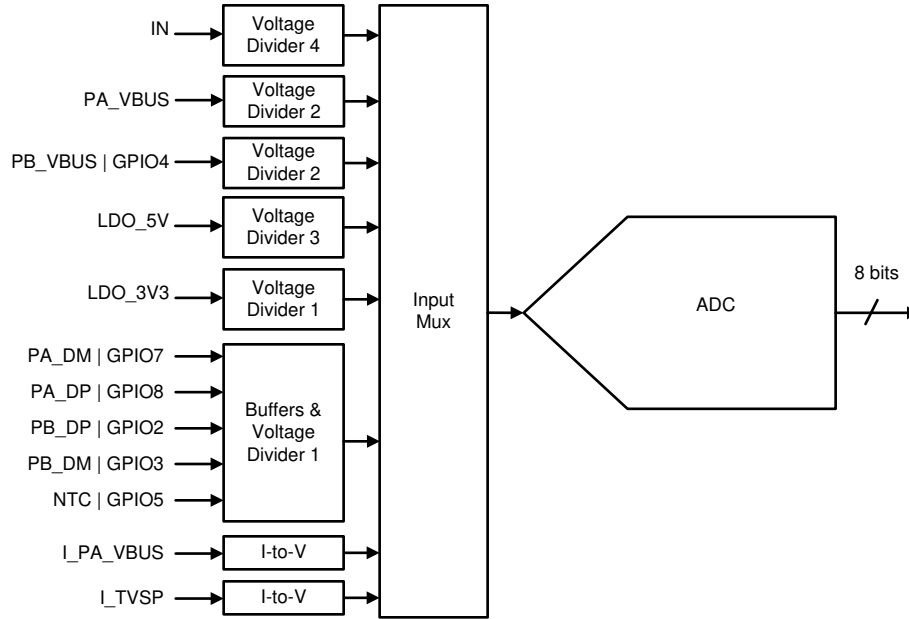 IN
Voltage
Divider 4
PA_VBUS
Voltage
Divider 2
PB_VBUS | GPIO4
Voltage
Divider 2
LDO_5V
Voltage
Divider 3
LDO_3V3
Voltage
Divider 1
PA_DM | GPIO7
PA_DP | GPIO8
PB_DP | GPIO2
PB_DM | GPIO3
NTC | GPIO5
Buffers &
Voltage
Divider 1
I_PA_VBUS
I-to-V
I_TVSP
I-to-V
Input
Mux
ADC
8 bits